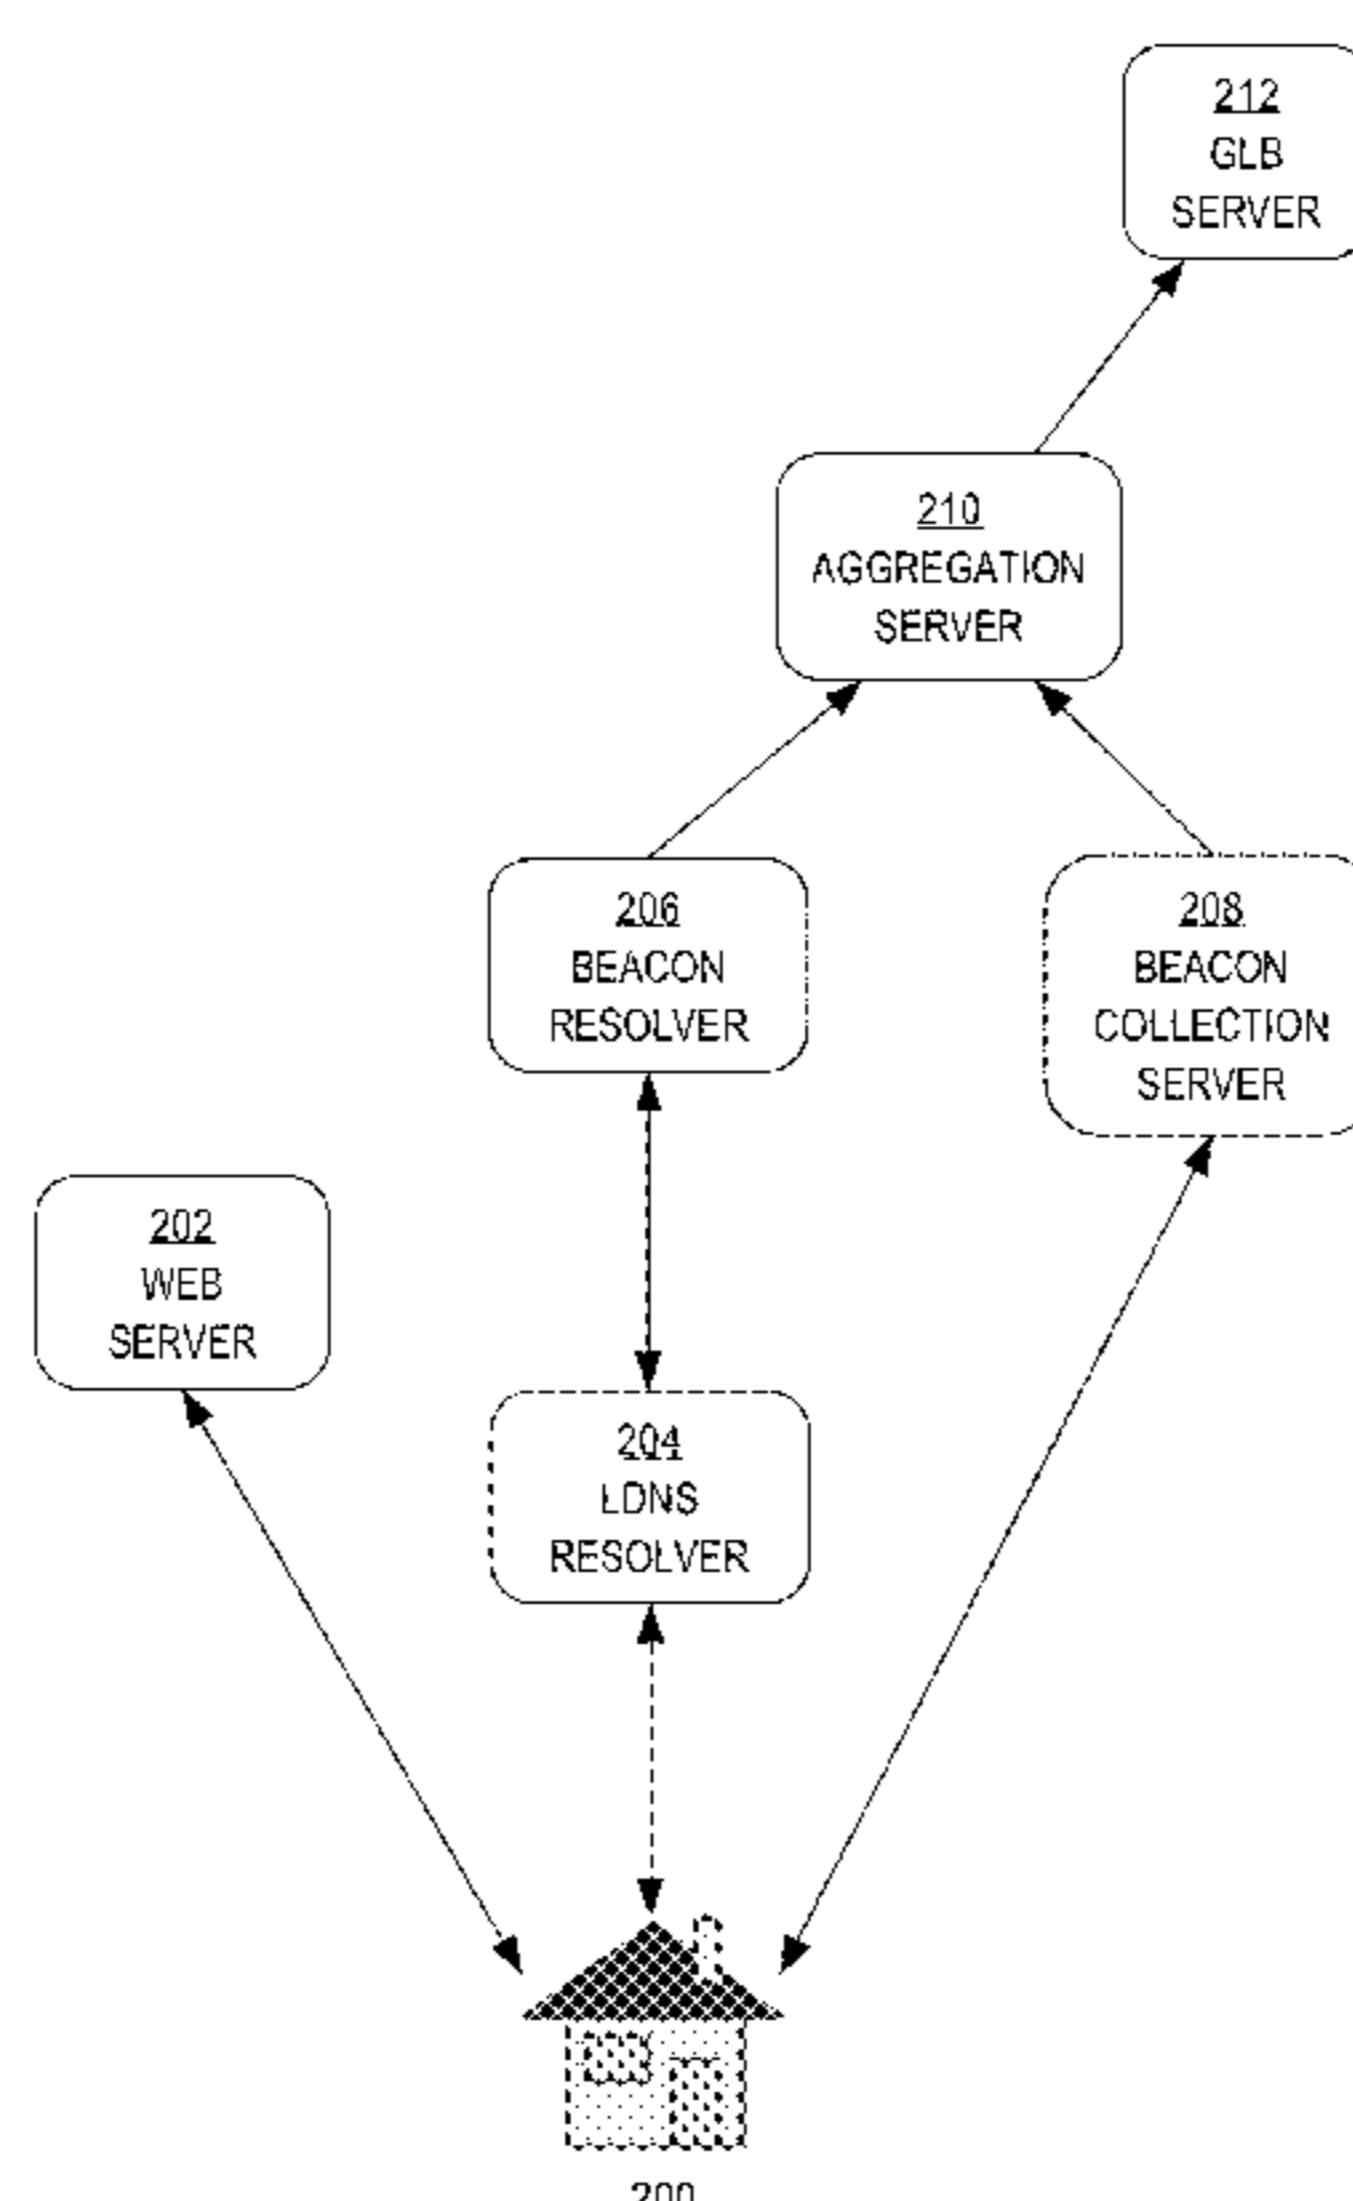 212
GLB
SERVER
210
AGGREGATION
SERVER
206
BEACON
RESOLVER
208
BEACON
COLLECTION
SERVER
202
WEB
SERVER
204
LDNS
RESOLVER
200